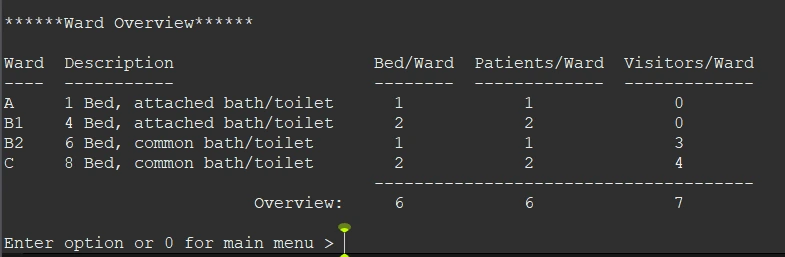 ******Ward Overview******
Ward  Description                    Bed/Ward  Patients/Ward  Visitors/Ward
----  -----------                    --------  -------------  -------------
A     1 Bed, attached bath/toilet      1            1              0
B1    4 Bed, attached bath/toilet      2            2              0
B2    6 Bed, common bath/toilet        1            1              3
C     8 Bed, common bath/toilet        2            2              4
                                     --------------------------------------
                         Overview:     6            6              7
Enter option or 0 for main menu >